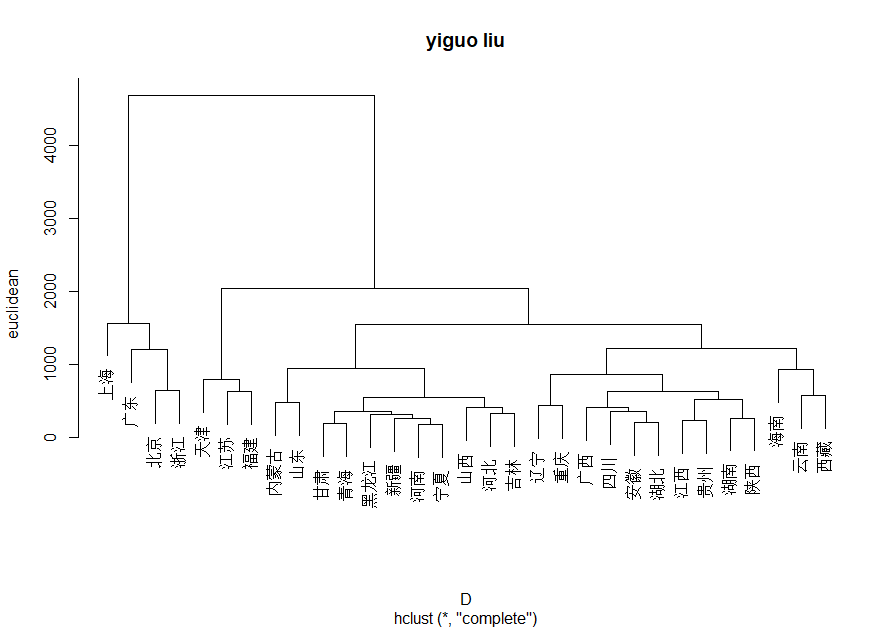 yiguo liu
euclidean
4000
3000
2000
1000
0
上海
广东
北京
浙江
天津
江苏
福建
内蒙古
山东
甘肃
青海
黑龙江
新疆
河南
宁夏
山西
河北
吉林
辽宁
重庆
广西
四川
安徽
湖北
江西
贵州
湖南
陕西
海南
云南
西藏
D
hclust (*, "complete")